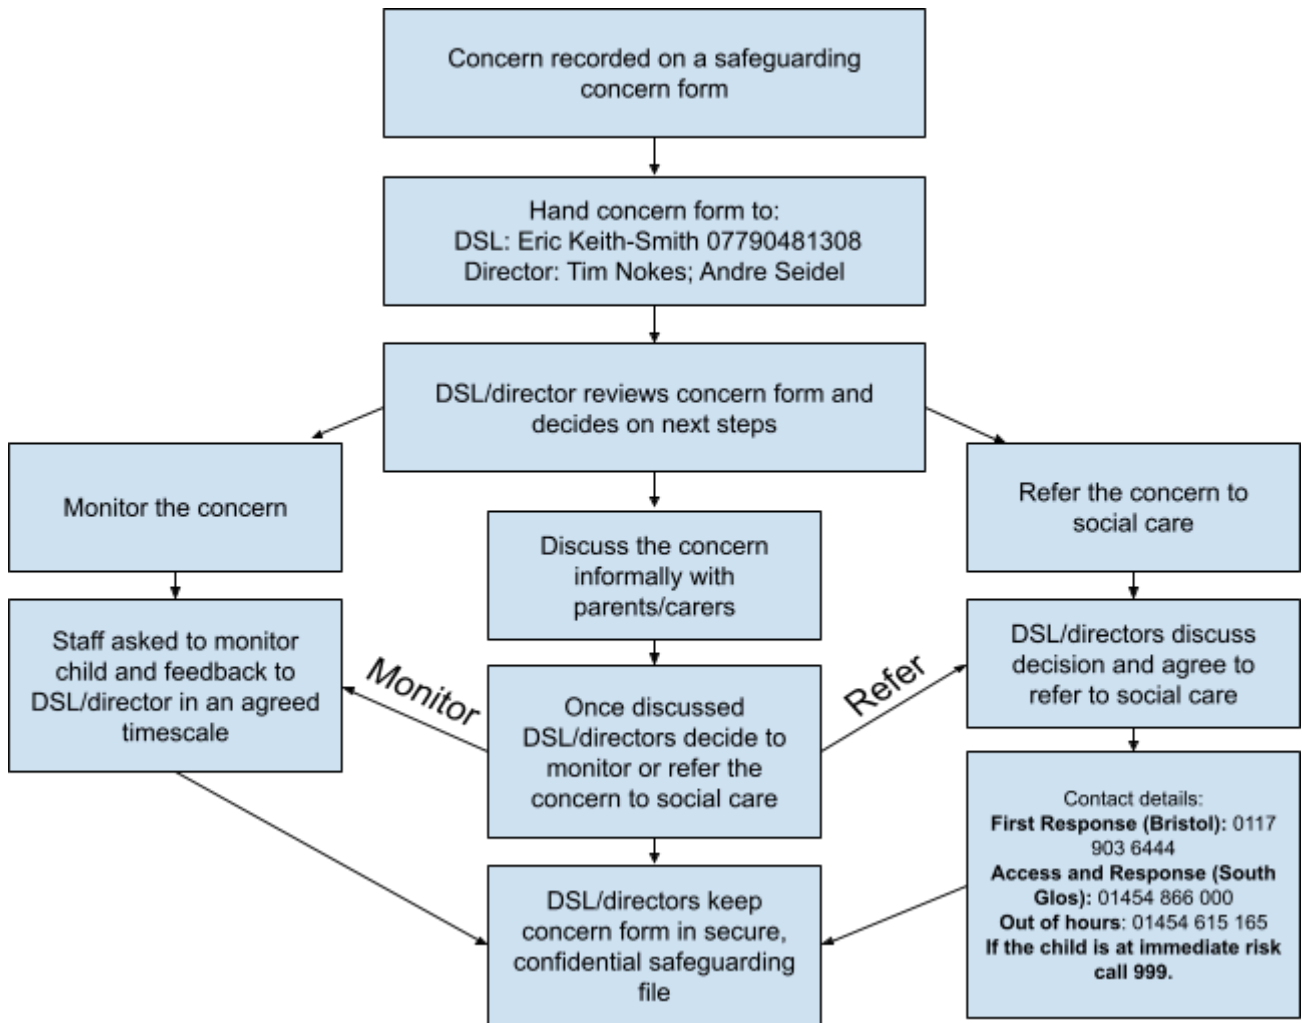 Concern recorded on a safeguarding
concern form
Hand concern form to:
DSL: Eric Keith-Smith 07790481308
Director: Tim Nokes; Andre Seidel
DSL/director reviews concern form and
decides on next steps
Monitor the concern
Discuss the concern
informally with
parents/carers
Refer the concern to
social care
Staff asked to monitor
child and feedback to
DSL/director in an agreed
timescale
Monitor
Once discussed
DSL/directors decide to
monitor or refer the
concern to social care
Refer
DSL/directors discuss
decision and agree to
refer to social care
Contact details:
First Response (Bristol): 0117
903 6444
Access and Response (South
Glos): 01454 866 000
Out of hours: 01454 615 165
If the child is at immediate risk
call 999.
DSL/directors keep
concern form in secure,
confidential safeguarding
file